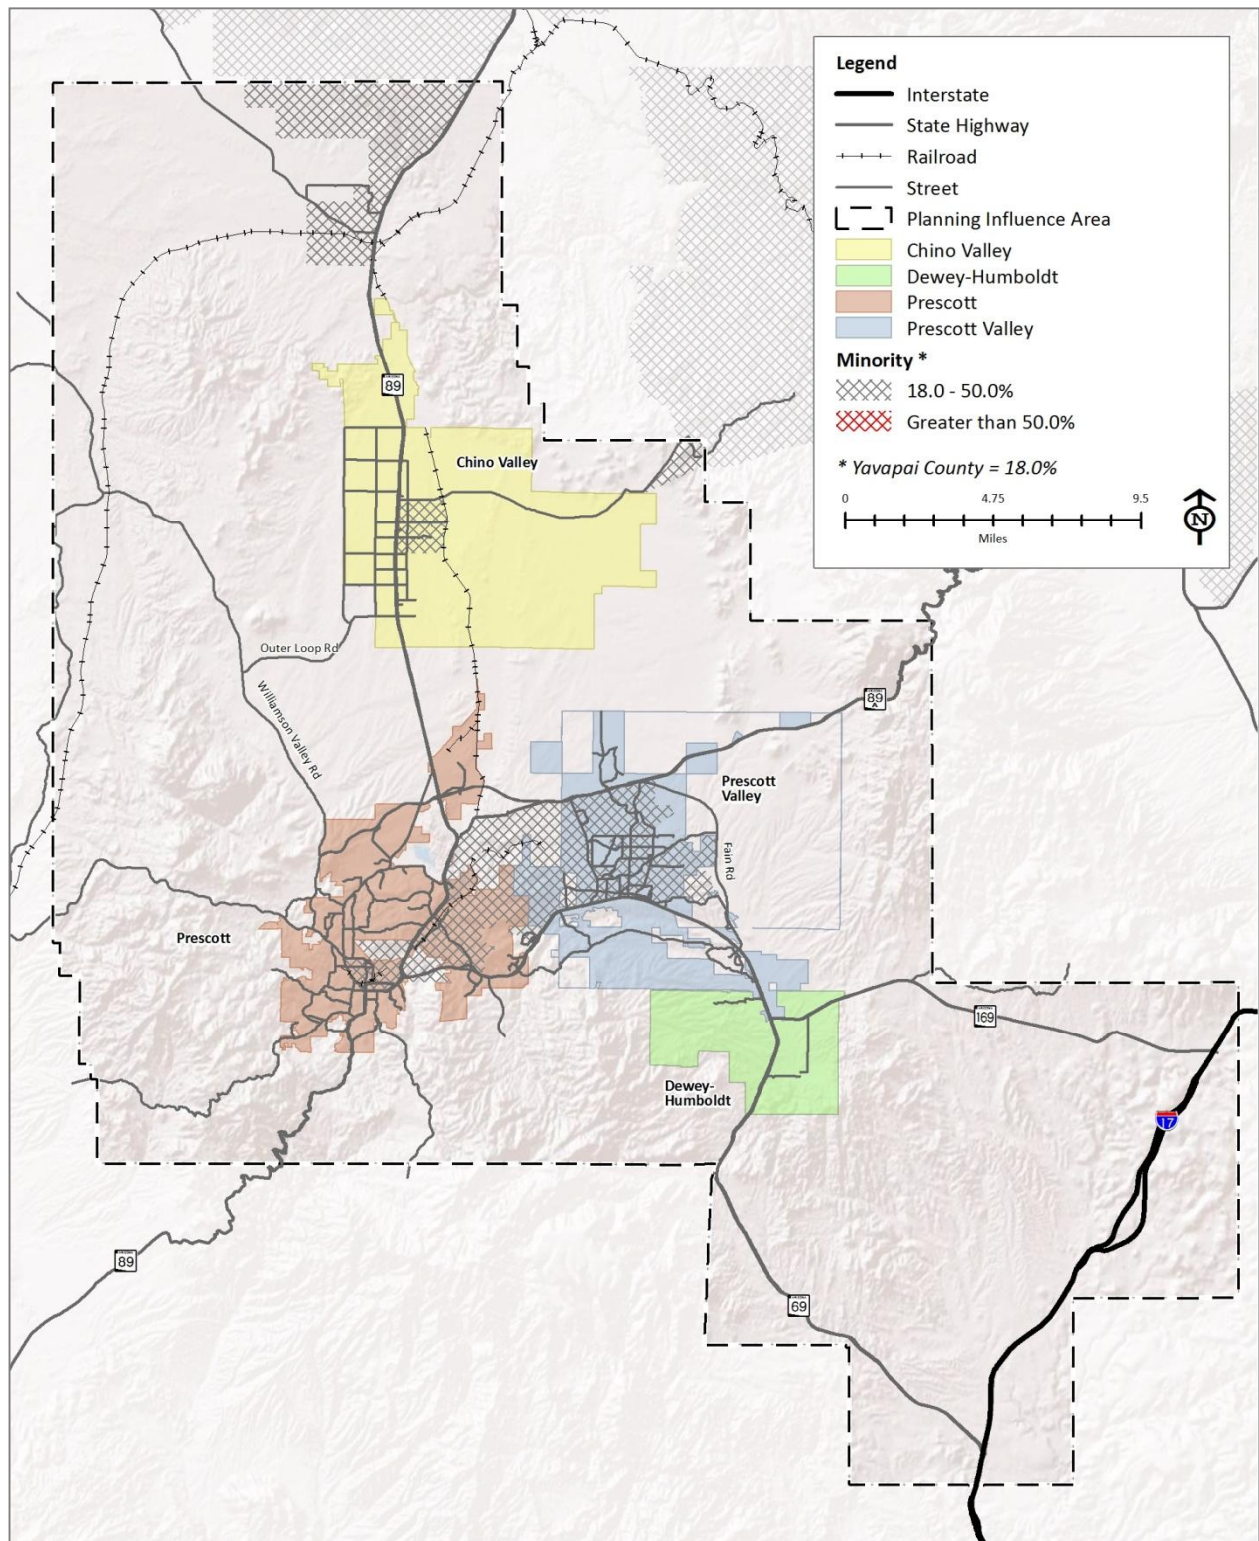 Legend
Interstate
State Highway
Railroad
Street
Planning Influence Area
Chino Valley
Dewey-Humboldt
Prescott
Prescott Valley
Minority *
18.0 - 50.0%
Greater than 50.0%
* Yavapai County = 18.0%
0 4.75 9.5
Miles
N
89
Chino Valley
Outer Loop Rd
Williamson Valley Rd
89
A
Prescott
Valley
Fain Rd
Prescott
169
Dewey-
Humboldt
17
89
69